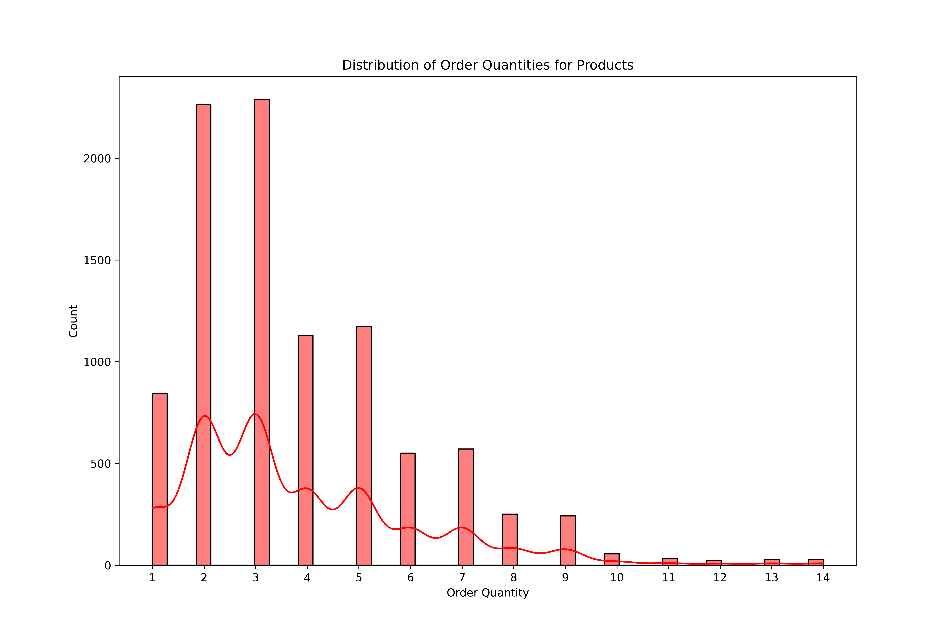 Distribution of Order Quantities for Products
Count
2000
1500
1000
500
0
1 2 3 4 5 6 7 8 9 10 11 12 13 14
Order Quantity